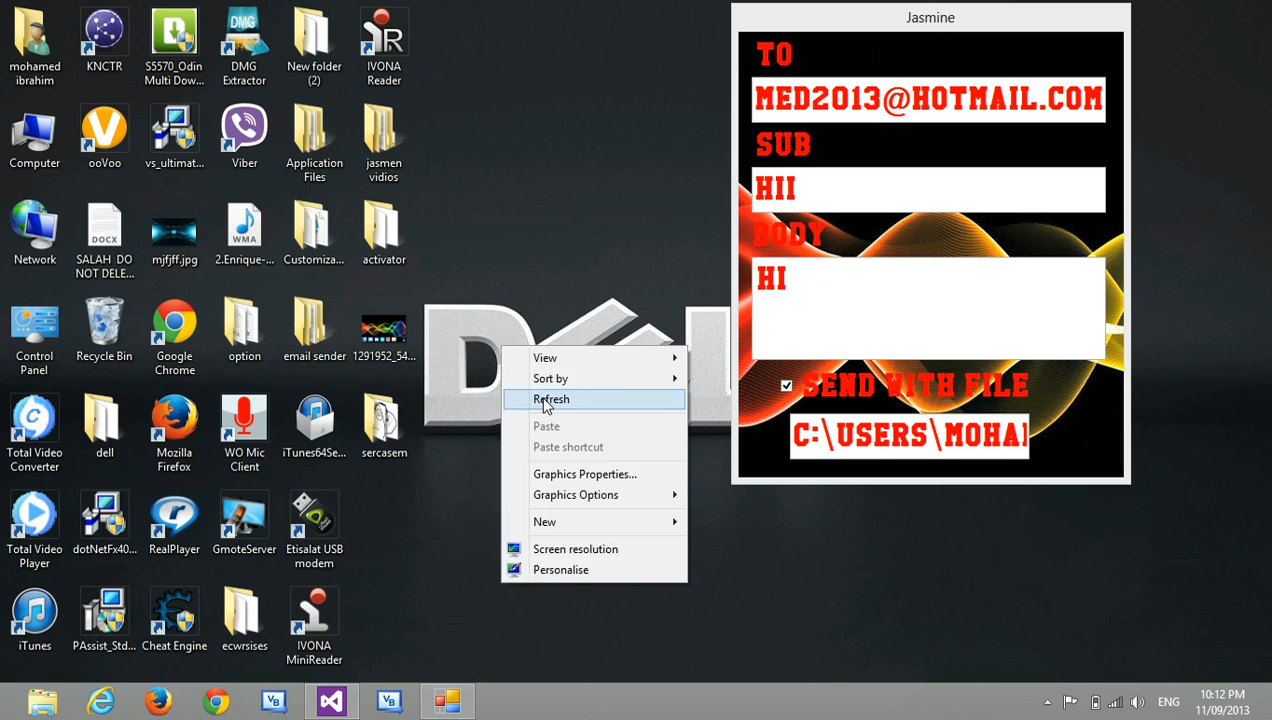 mohamed
ibrahim
KNCTR
S5570_Odin
Multi Dow...
DMG
Extractor
New folder
(2)
IVONA
Reader
Computer
ooVoo
vs_ultimat...
Viber
Application
Files
jasmen
vidios
Network
DOCX
SALAH DO
NOT DELE...
mjfjff.jpg
WMA
2.Enrique-...
Customiza...
activator
Control
Panel
Recycle Bin
Google
Chrome
option
email sender
1291952_54...
Total Video
Converter
dell
Mozilla
Firefox
WO Mic
Client
iTunes64Se...
sercasem
Total Video
Player
dotNetFx40...
RealPlayer
GmoteServer
Etisalat USB
modem
iTunes
PAssist_Std...
Cheat Engine
ecwrsises
IVONA
MiniReader
View
Sort by
Refresh
Paste
Paste shortcut
Graphics Properties...
Graphics Options
New
Screen resolution
Personalise
Jasmine
TO
MED2013@HOTMAIL.COM
SUB
HII
BODY
HI
SEND WITH FILE
C:\USERS\MOHA
ENG
10:12 PM
11/09/2013